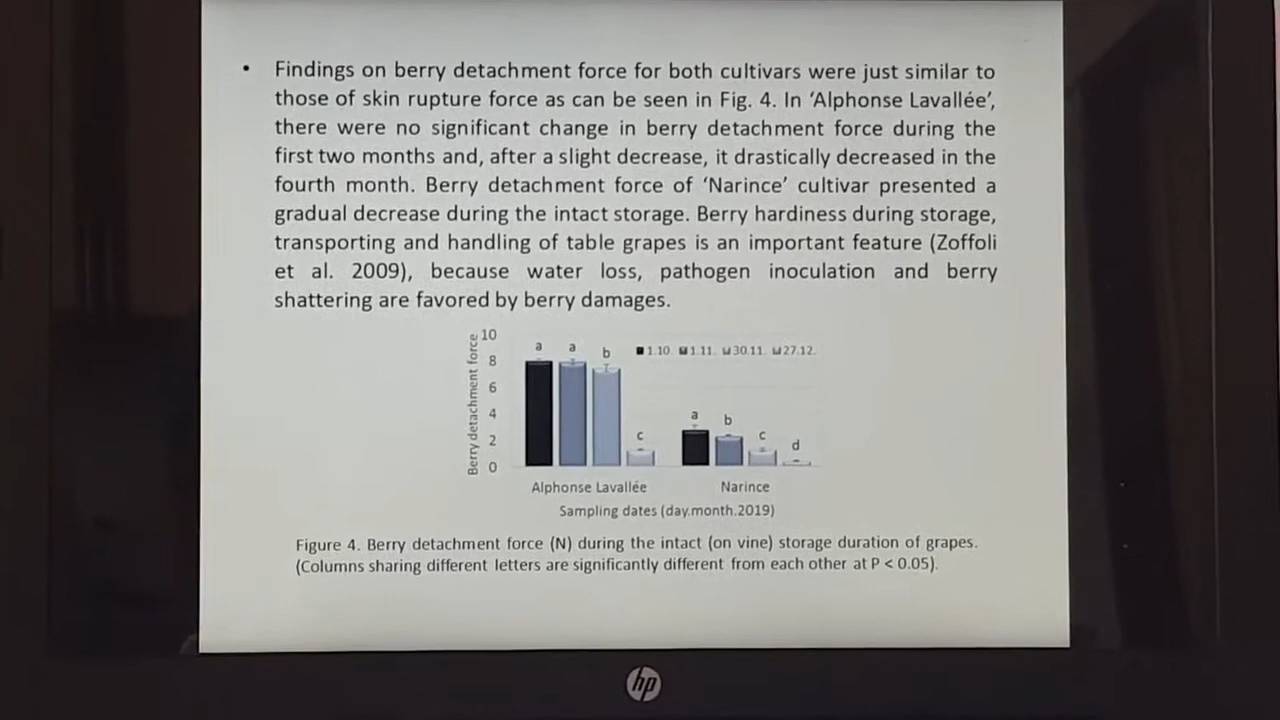 • Findings on berry detachment force for both cultivars were just similar to
those of skin rupture force as can be seen in Fig. 4. In ‘Alphonse Lavallée’,
there were no significant change in berry detachment force during the
first two months and, after a slight decrease, it drastically decreased in the
fourth month. Berry detachment force of ‘Narince’ cultivar presented a
gradual decrease during the intact storage. Berry hardiness during storage,
transporting and handling of table grapes is an important feature (Zoffoli
et al. 2009), because water loss, pathogen inoculation and berry
shattering are favored by berry damages.
Berry detachment force
10
8
6
4
2
0
a a b c
a b c d
1.10. 1.11. 30.11. 27.12.
Alphonse Lavallée Narince
Sampling dates (day.month.2019)
Figure 4. Berry detachment force (N) during the intact (on vine) storage duration of grapes.
(Columns sharing different letters are significantly different from each other at P < 0.05).
hp